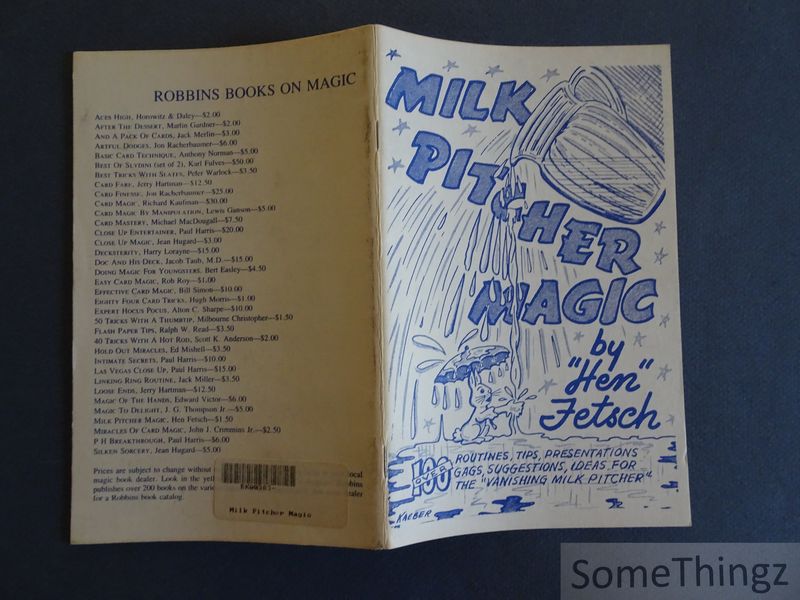 ROBBINS BOOKS ON MAGIC
ACES HIGH, Horowitz & Daley—$2.00
AFTER THE DESSERT, Martin Gardner—$2.00
AND A PACK OF CARDS, Jack Merlin—$3.00
ARTFUL DODGES, Jon Racherbaumer—$6.00
BASIC CARD TECHNIQUE, Anthony Norman—$5.00
BEST OF SLYDINI (set of 2), Karl Fulves—$50.00
BEST TRICKS WITH SLATES, Peter Warlock—$3.50
CARD FARE, Jerry Hartman—$12.50
CARD FINESSE, Jon Racherbaumer—$25.00
CARD MAGIC, Richard Kaufman—$30.00
CARD MAGIC BY MANIPULATION, Lewis Ganson—$5.00
CARD MASTERY, Michael MacDougall—$7.50
CLOSE UP ENTERTAINER, Paul Harris—$20.00
CLOSE UP MAGIC, Jean Hugard—$3.00
DECKSTERITY, Harry Lorayne—$15.00
DOC AND HIS DECK, Jacob Taub, M.D.—$15.00
DOING MAGIC FOR YOUNGSTERS, Bert Easley—$4.50
EASY CARD MAGIC, Rob Roy—$1.00
EFFECTIVE CARD MAGIC, Bill Simon—$10.00
EIGHTY FOUR CARD TRICKS, Hugh Morris—$1.00
EXPERT HOCUS POCUS, Alton C. Sharpe—$10.00
50 TRICKS WITH A THUMBTIP, Milbourne Christopher—$1.50
FLASH PAPER TIPS, Ralph W. Read—$3.50
40 TRICKS WITH A HOT ROD, Scott K. Anderson—$2.00
HOLD OUT MIRACLES, Ed Mishell—$3.50
INTIMATE SECRETS, Paul Harris—$10.00
LAS VEGAS CLOSE UP, Paul Harris—$15.00
LINKING RING ROUTINE, Jack Miller—$3.50
LOOSE ENDS, Jerry Hartman—$12.50
MAGIC OF THE HANDS, Edward Victor—$6.00
MAGIC TO DELIGHT, J. G. Thompson Jr.—$5.00
MILK PITCHER MAGIC, Hen Fetsch—$1.50
MIRACLES OF CARD MAGIC, John J. Crimmins Jr.—$2.50
P H BREAKTHROUGH, Paul Harris—$6.00
SILKEN SORCERY, Jean Hugard—$5.00
Prices are subject to change without local
magic book dealer. Look in the yell bins
publishes over 200 books on the vari dealer
for a Robbins book catalog.
Milk Pitcher Magic
MILK
PITCHER
MAGIC
by
"Hen"
Fetsch
OVER 100 ROUTINES, TIPS, PRESENTATIONS
GAGS, SUGGESTIONS, IDEAS FOR
THE "VANISHING MILK PITCHER"
KAEBER
SomeThingz